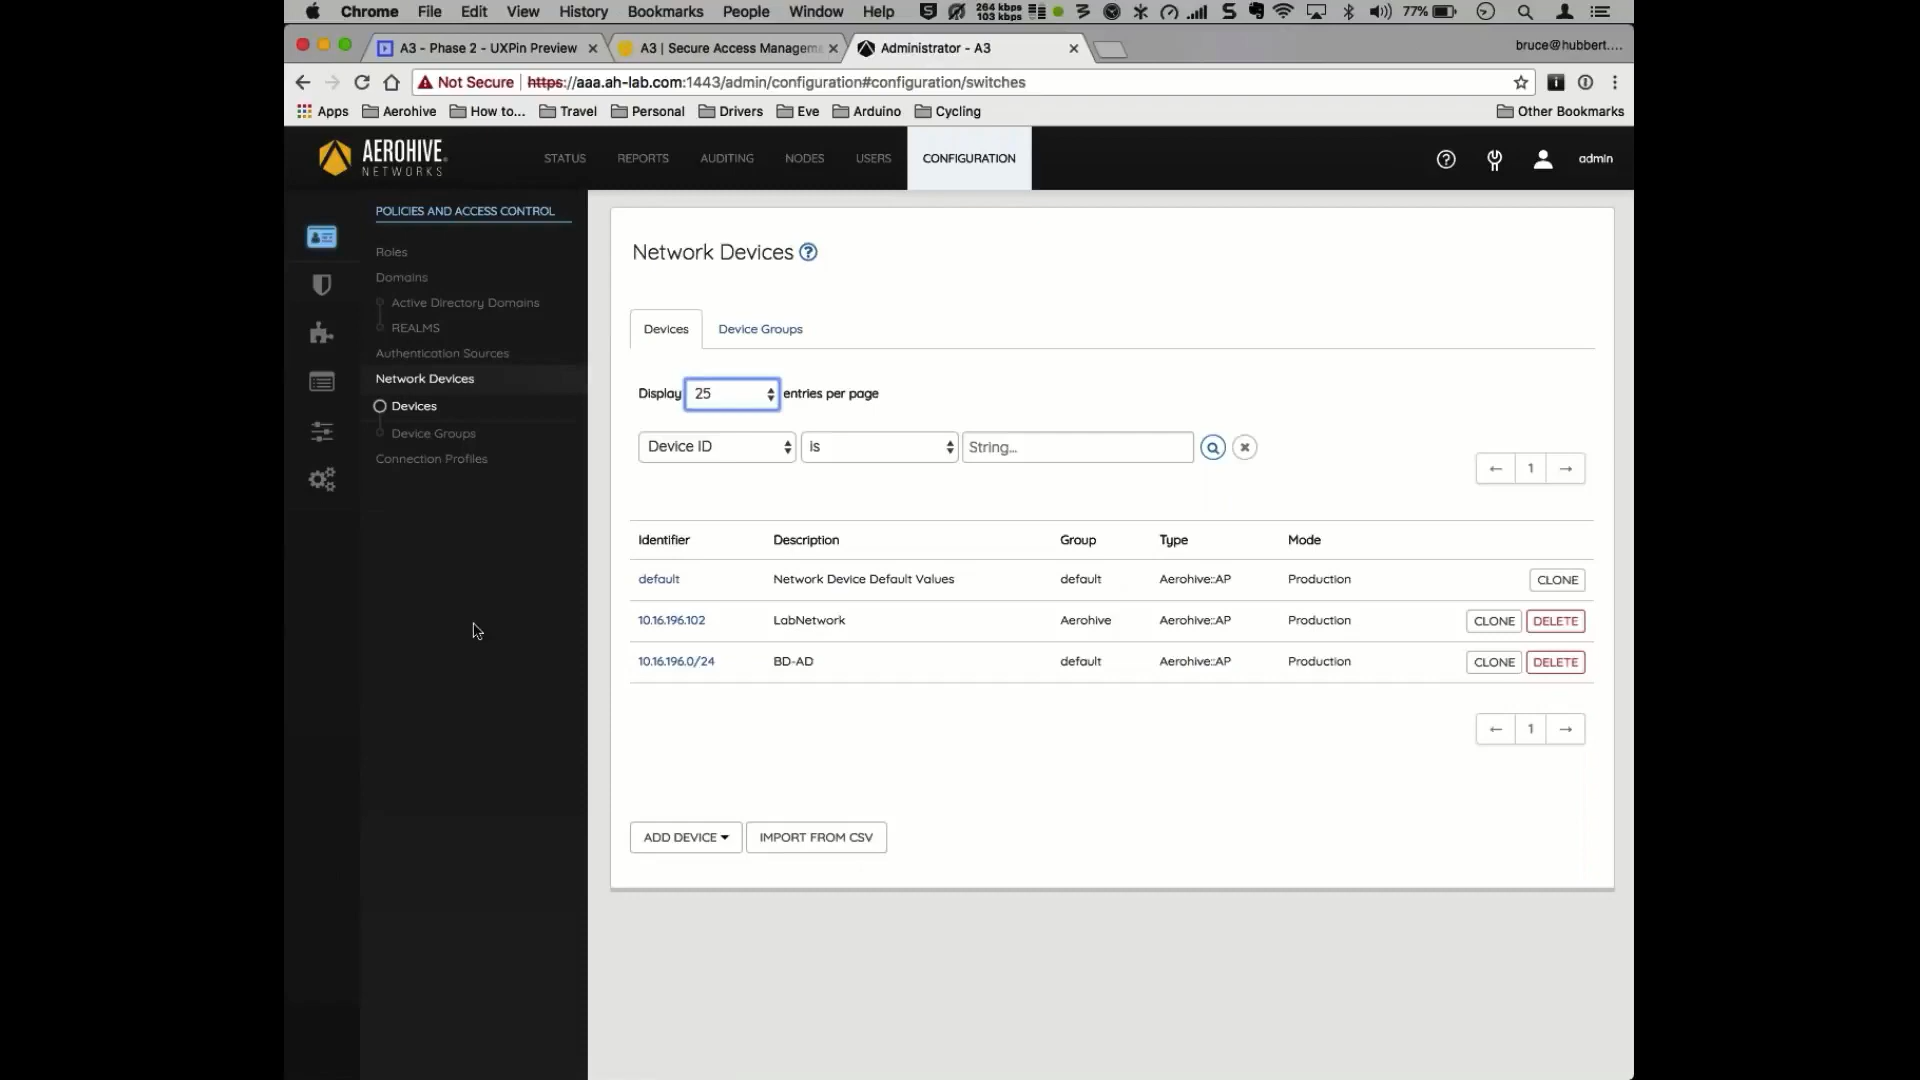 Chrome File Edit View History Bookmarks People Window Help 264 kbps 103 kbps 77%
A3 - Phase 2 - UXPin Preview A3 | Secure Access Managem Administrator - A3 bruce@hubbert....
Not Secure https://aaa.ah-lab.com:1443/admin/configuration#configuration/switches
Apps Aerohive How to... Travel Personal Drivers Eve Arduino Cycling Other Bookmarks
AEROHIVE NETWORKS STATUS REPORTS AUDITING NODES USERS CONFIGURATION admin
POLICIES AND ACCESS CONTROL
Roles
Domains
Active Directory Domains
REALMS
Authentication Sources
Network Devices
Devices
Device Groups
Connection Profiles
Network Devices ?
Devices Device Groups
Display 25 entries per page
Device ID is String...
← 1 →
Identifier Description Group Type Mode
default Network Device Default Values default Aerohive::AP Production CLONE
10.16.196.102 LabNetwork Aerohive Aerohive::AP Production CLONE DELETE
10.16.196.0/24 BD-AD default Aerohive::AP Production CLONE DELETE
← 1 →
ADD DEVICE IMPORT FROM CSV